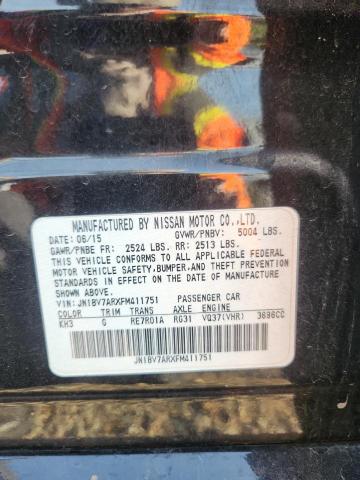 MANUFACTURED BY NISSAN MOTOR CO.,LTD.
DATE: 06/15 GVWR/PNBV: 5004 LBS.
GAWR/PNBE FR: 2524 LBS. RR: 2513 LBS.
THIS VEHICLE CONFORMS TO ALL APPLICABLE FEDERAL
MOTOR VEHICLE SAFETY,BUMPER,AND THEFT PREVENTION
STANDARDS IN EFFECT ON THE DATE OF MANUFACTURE
SHOWN ABOVE.
VIN:JN1BV7ARXFM411751 PASSENGER CAR
COLOR TRIM TRANS AXLE ENGINE
KH3 G RE7R01A RG31 VQ37(VHR) 3696CC
JN1BV7ARXFM411751